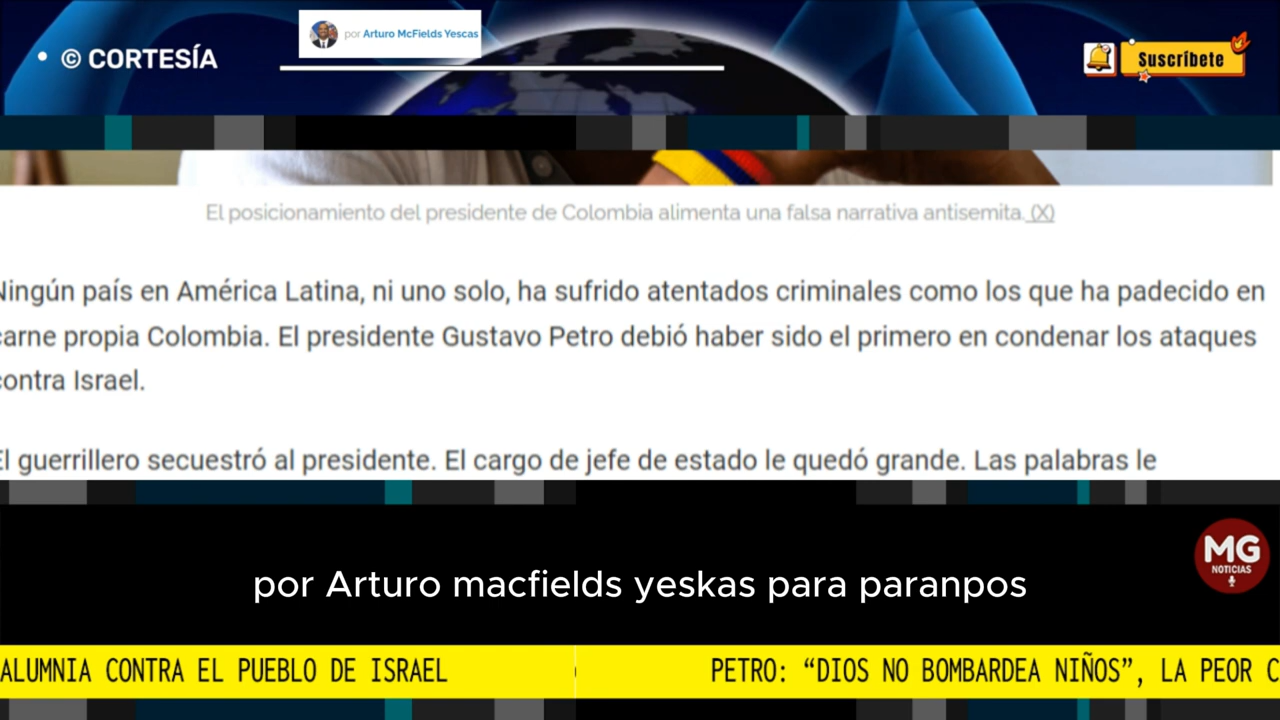 por Arturo McFields Yescas
• © CORTESÍA
Suscríbete
El posicionamiento del presidente de Colombia alimenta una falsa narrativa antisemita. (X)
Ningún país en América Latina, ni uno solo, ha sufrido atentados criminales como los que ha padecido en
carne propia Colombia. El presidente Gustavo Petro debió haber sido el primero en condenar los ataques
contra Israel.
El guerrillero secuestró al presidente. El cargo de jefe de estado le quedó grande. Las palabras le
MG
NOTICIAS
por Arturo macfields yeskas para paranpos
ALUMNIA CONTRA EL PUEBLO DE ISRAEL PETRO: “DIOS NO BOMBARDEA NIÑOS”, LA PEOR C